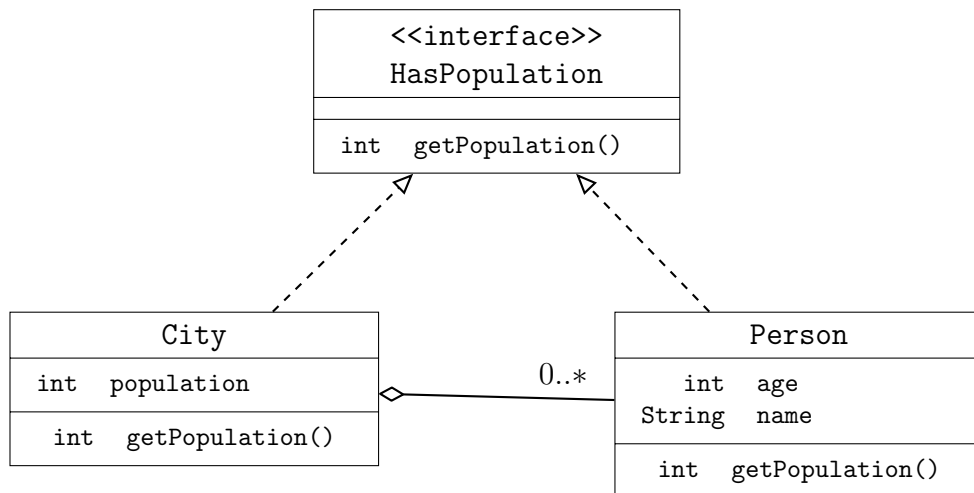 <<interface>>
HasPopulation
int getPopulation()
City
int population
int getPopulation()
0..*
Person
int age
String name
int getPopulation()